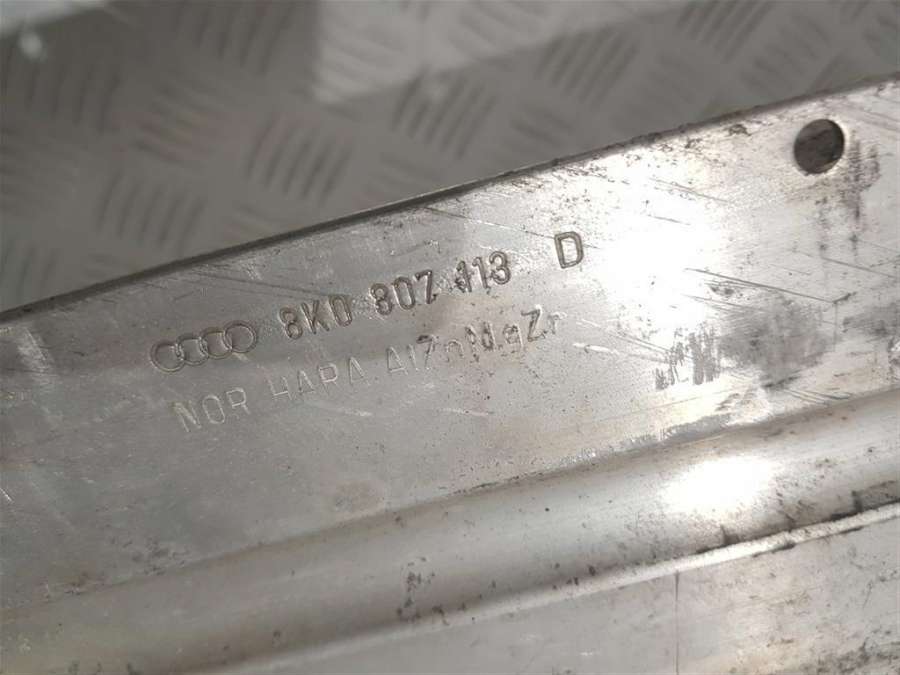 8K0 807 113 D
NOR HARA AlZnMgZr